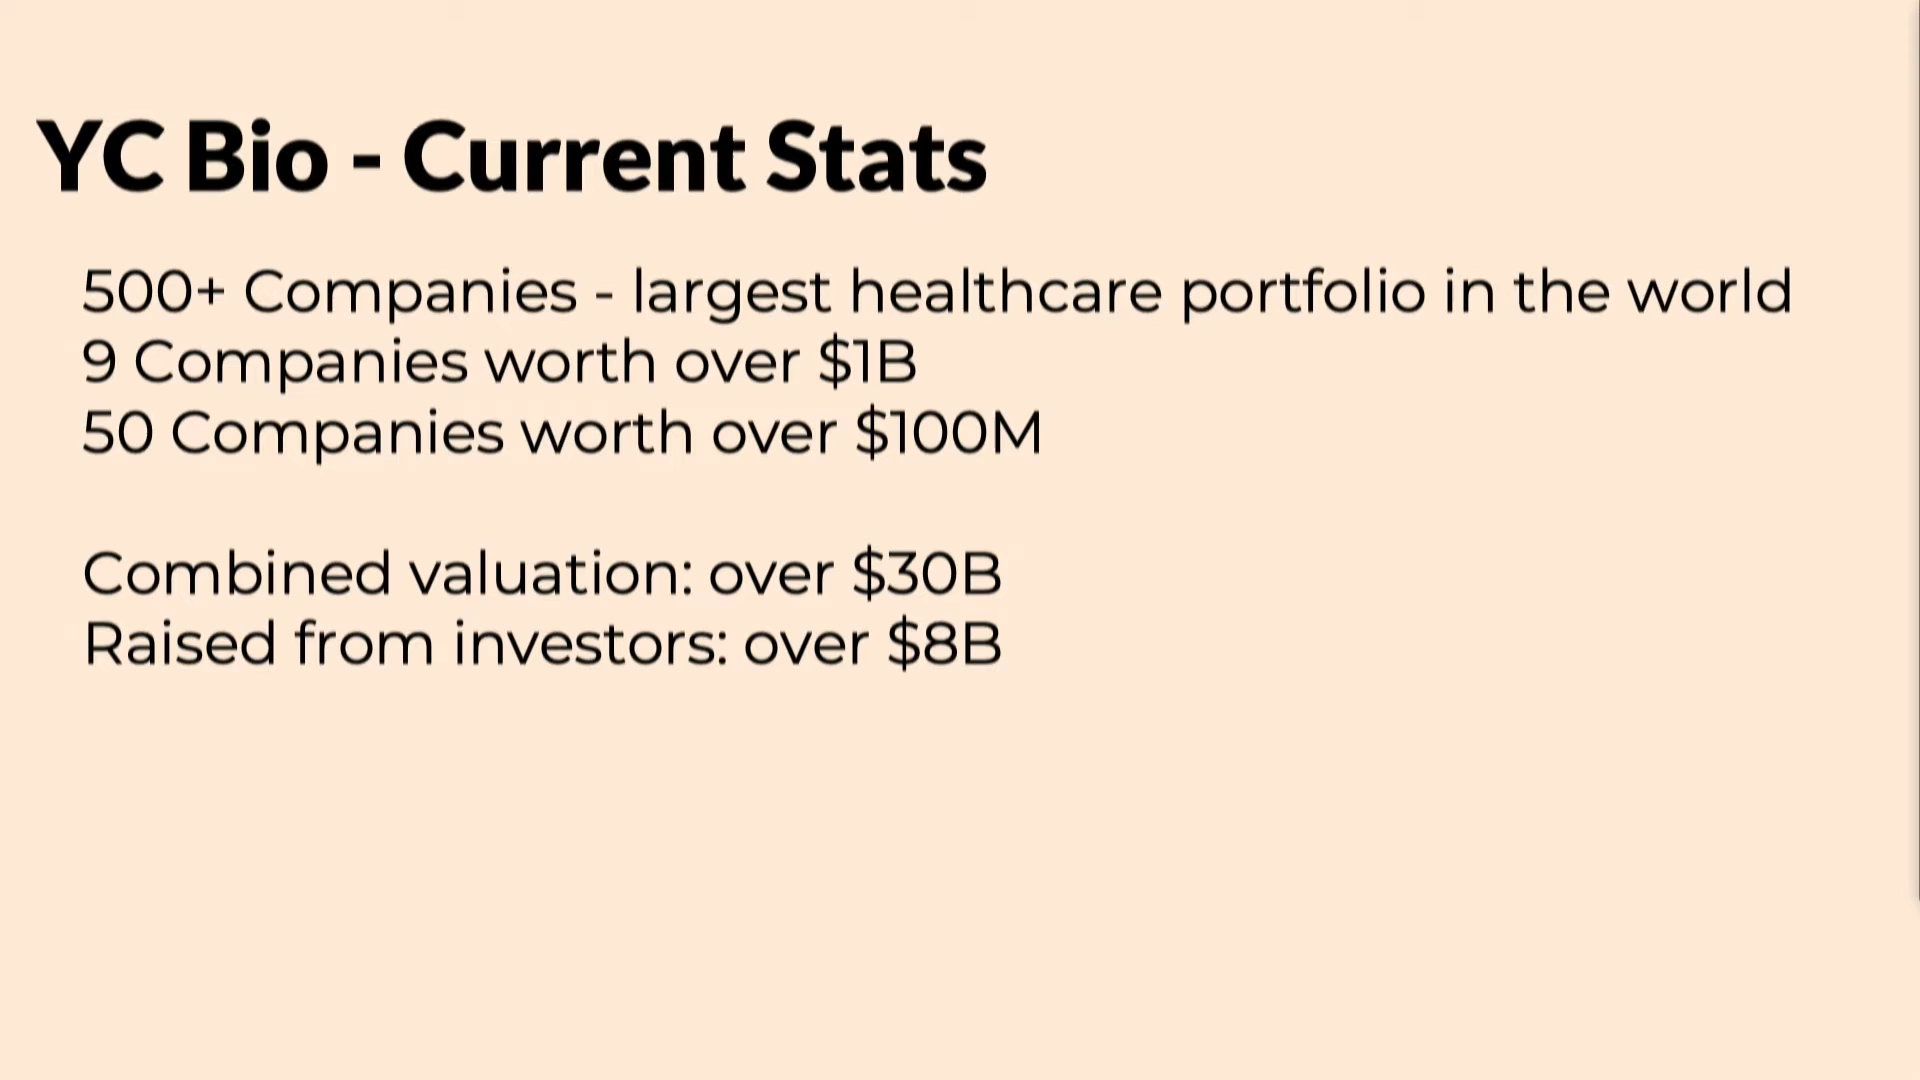 YC Bio - Current Stats
500+ Companies - largest healthcare portfolio in the world
9 Companies worth over $1B
50 Companies worth over $100M
Combined valuation: over $30B
Raised from investors: over $8B